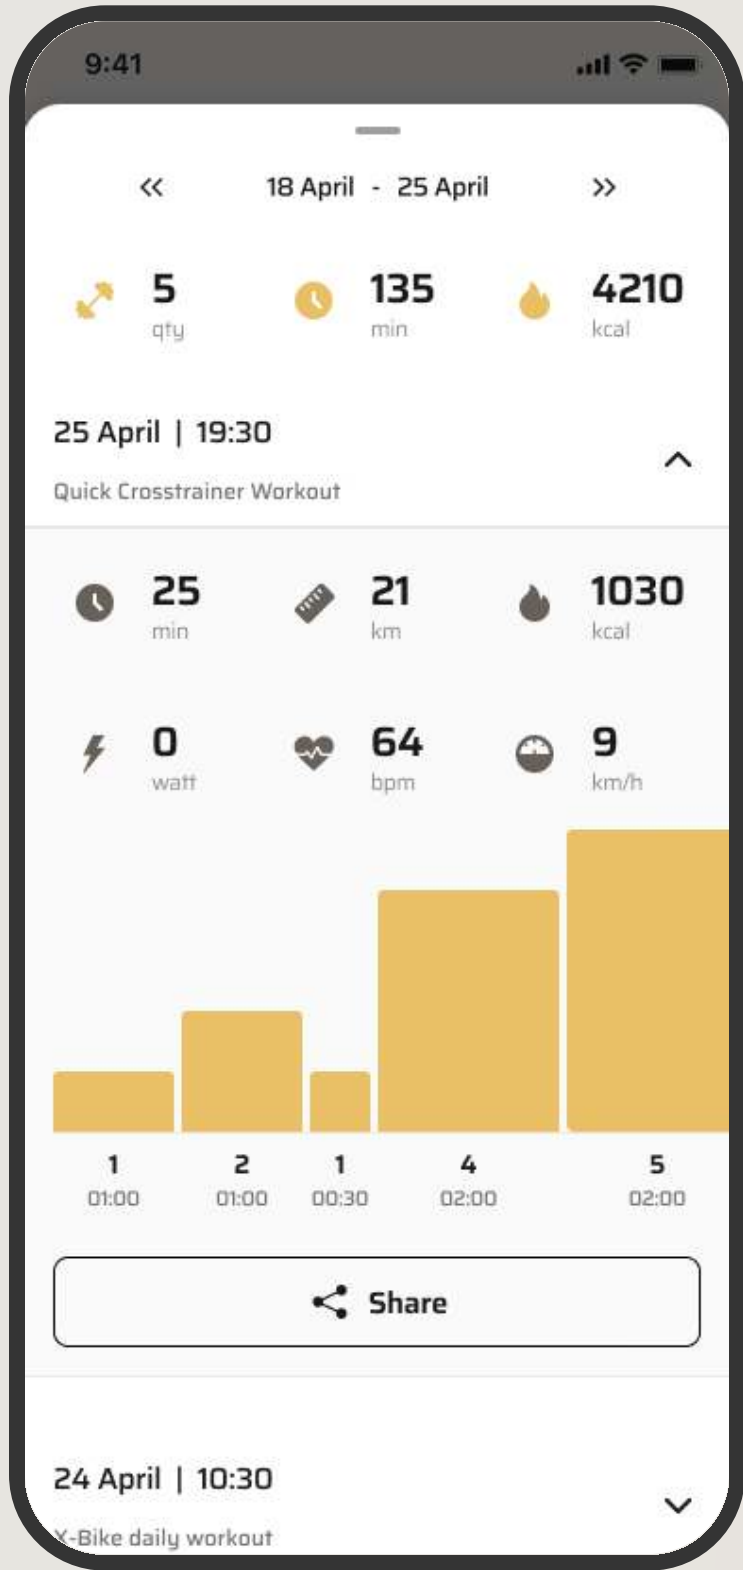 9:41
18 April - 25 April
5 135 4210
qty min kcal
25 April | 19:30
Quick Crosstrainer Workout
25 21 1030
min km kcal
0 64 9
watt bpm km/h
1 2 1 4 5
01:00 01:00 00:30 02:00 02:00
Share
24 April | 10:30
X-Bike daily workout